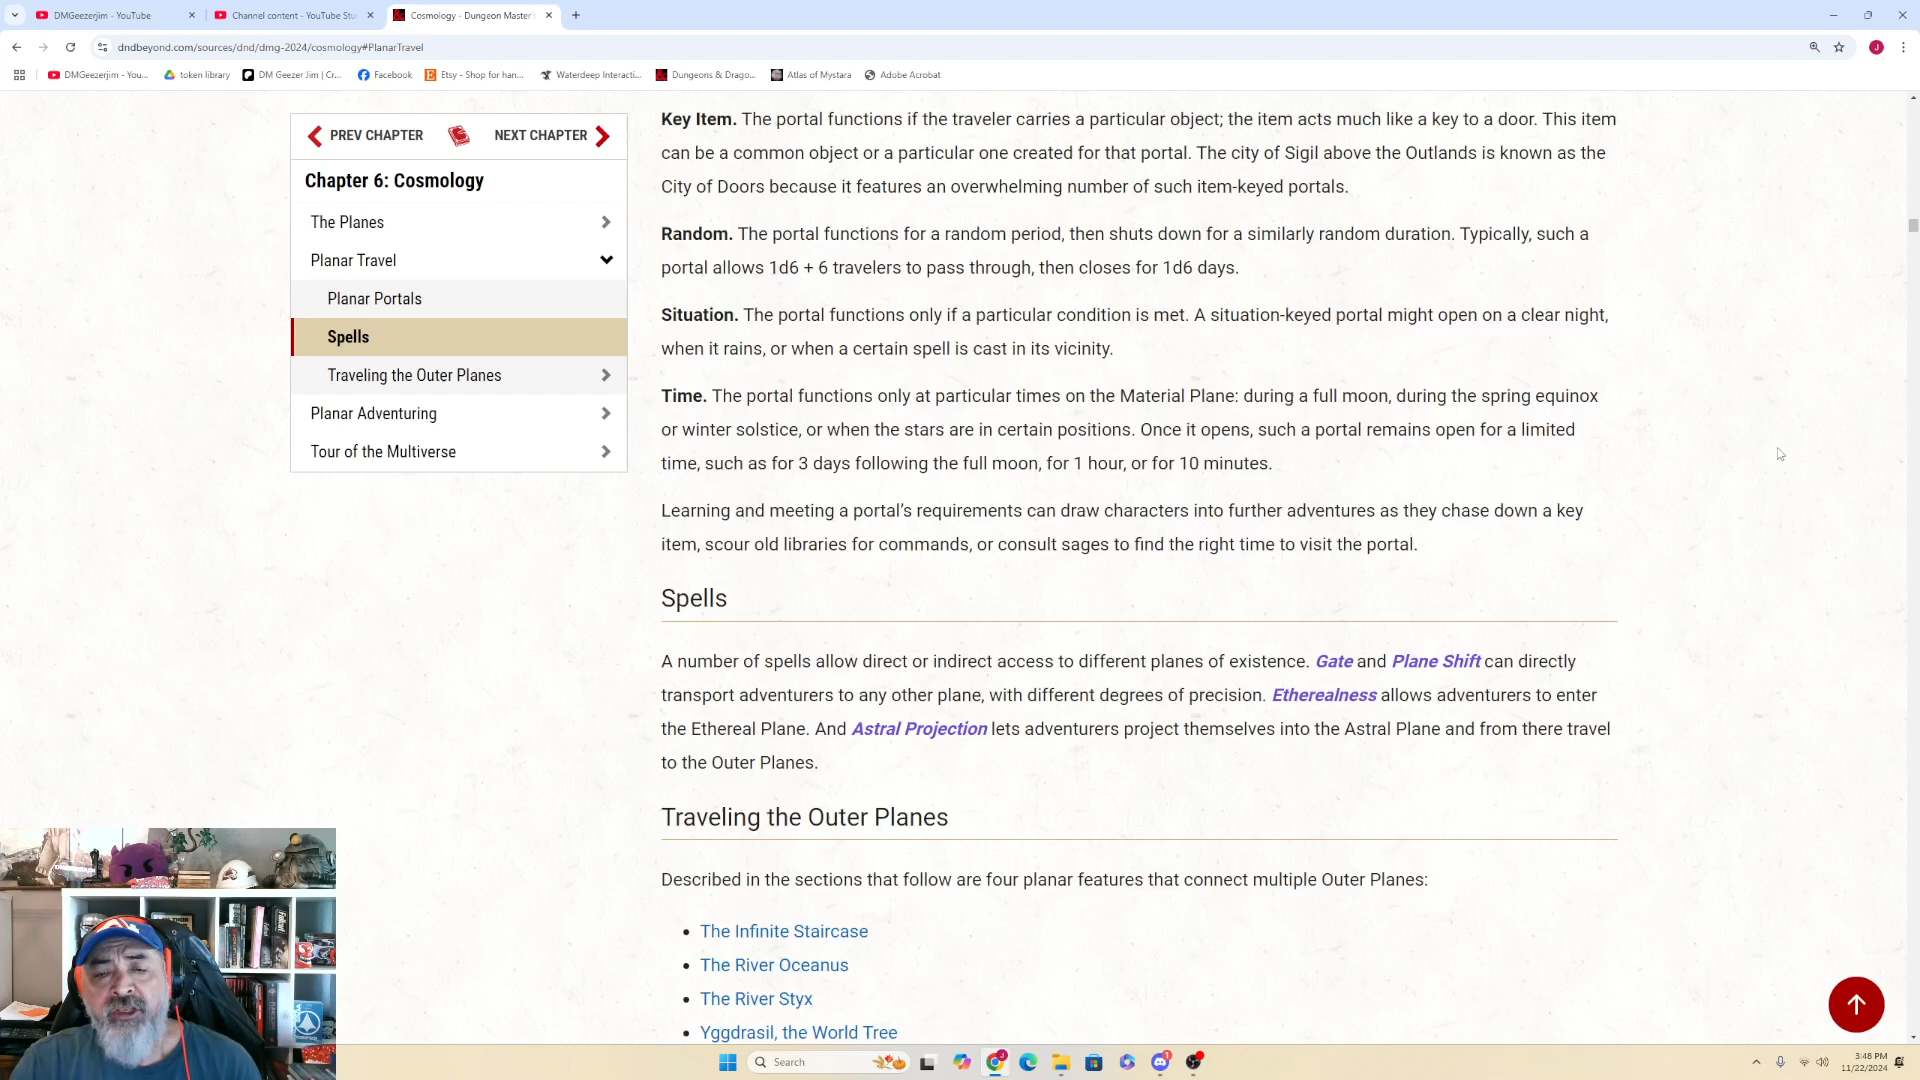 DMGeezerjim - YouTube
Channel content - YouTube Stu
Cosmology - Dungeon Master's
dndbeyond.com/sources/dnd/dmg-2024/cosmology#PlanarTravel
J
DMGeezerjim - You...
token library
DM Geezer Jim | Cr...
Facebook
Etsy - Shop for han...
Waterdeep Interacti...
Dungeons & Drago...
Atlas of Mystara
Adobe Acrobat
PREV CHAPTER
NEXT CHAPTER
Chapter 6: Cosmology
The Planes
Planar Travel
Planar Portals
Spells
Traveling the Outer Planes
Planar Adventuring
Tour of the Multiverse
Key Item. The portal functions if the traveler carries a particular object; the item acts much like a key to a door. This item
can be a common object or a particular one created for that portal. The city of Sigil above the Outlands is known as the
City of Doors because it features an overwhelming number of such item-keyed portals.
Random. The portal functions for a random period, then shuts down for a similarly random duration. Typically, such a
portal allows 1d6 + 6 travelers to pass through, then closes for 1d6 days.
Situation. The portal functions only if a particular condition is met. A situation-keyed portal might open on a clear night,
when it rains, or when a certain spell is cast in its vicinity.
Time. The portal functions only at particular times on the Material Plane: during a full moon, during the spring equinox
or winter solstice, or when the stars are in certain positions. Once it opens, such a portal remains open for a limited
time, such as for 3 days following the full moon, for 1 hour, or for 10 minutes.
Learning and meeting a portal’s requirements can draw characters into further adventures as they chase down a key
item, scour old libraries for commands, or consult sages to find the right time to visit the portal.
Spells
A number of spells allow direct or indirect access to different planes of existence. Gate and Plane Shift can directly
transport adventurers to any other plane, with different degrees of precision. Etherealness allows adventurers to enter
the Ethereal Plane. And Astral Projection lets adventurers project themselves into the Astral Plane and from there travel
to the Outer Planes.
Traveling the Outer Planes
Described in the sections that follow are four planar features that connect multiple Outer Planes:
The Infinite Staircase
The River Oceanus
The River Styx
Yggdrasil, the World Tree
Search
3:48 PM
11/22/2024